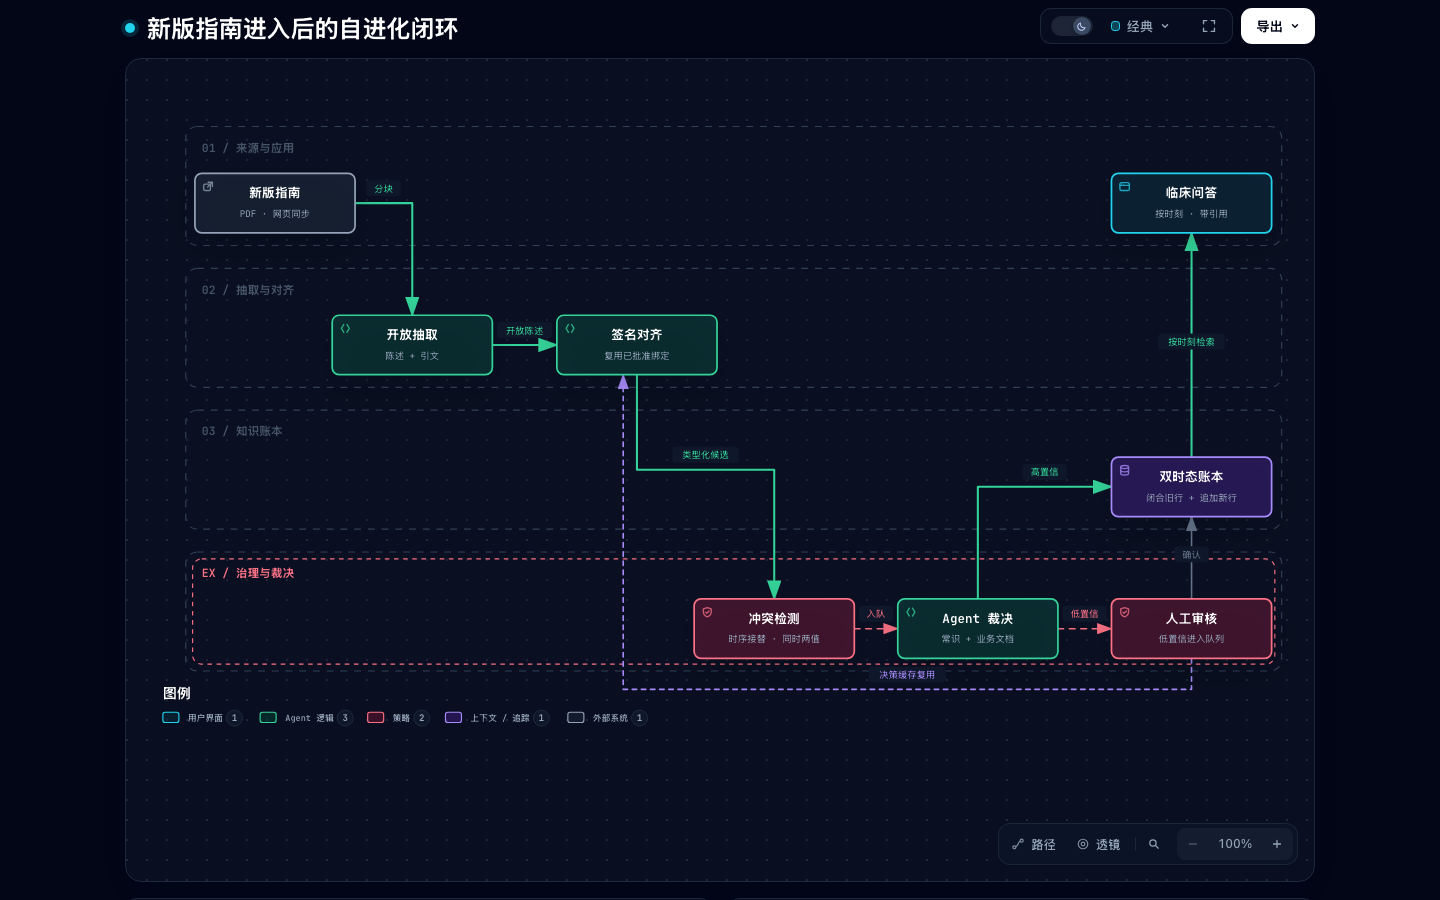 新版指南进入后的自进化闭环
经典
导出
01 / 来源与应用
新版指南
PDF · 网页同步
分块
临床问答
按时刻 · 带引用
02 / 抽取与对齐
开放抽取
陈述 + 引文
开放陈述
签名对齐
复用已批准绑定
按时刻检索
03 / 知识账本
类型化候选
高置信
双时态账本
闭合旧行 + 追加新行
确认
EX / 治理与裁决
冲突检测
时序接替 · 同时两值
入队
Agent 裁决
常识 + 业务文档
低置信
人工审核
低置信进入队列
决策缓存复用
图例
用户界面 1
Agent 逻辑 3
策略 2
上下文 / 追踪 1
外部系统 1
路径
透镜
− 100% +